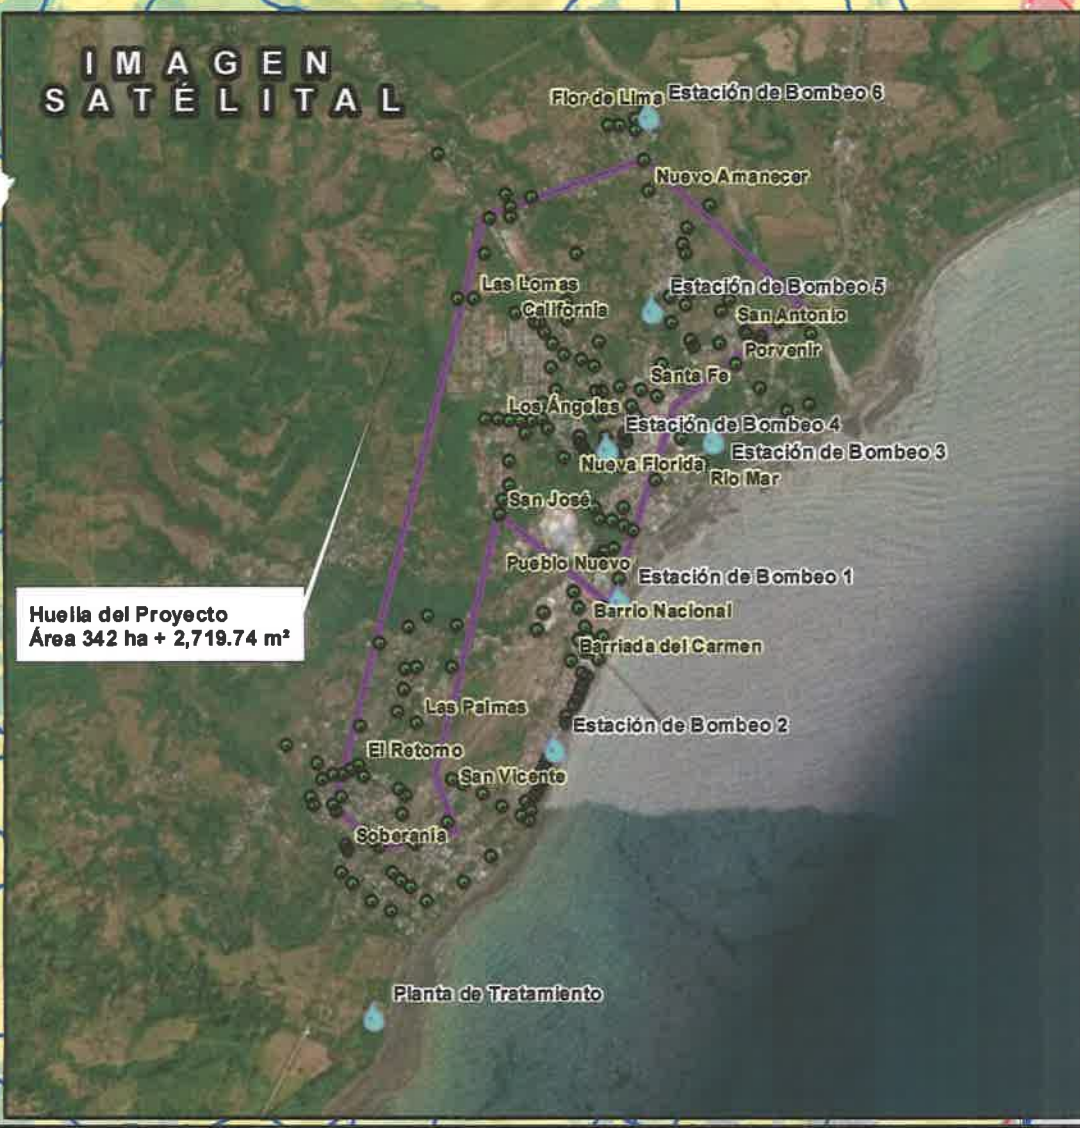 IMAGEN
SATÉLITAL
Flor de Lima
Estación de Bombeo 6
Nuevo Amanecer
Las Lomas
Estación de Bombeo 5
California
San Antonio
Porvenir
Santa Fe
Los Ángeles
Estación de Bombeo 4
Estación de Bombeo 3
Nueva Florida
Rio Mar
San José
Pueblo Nuevo
Estación de Bombeo 1
Huella del Proyecto
Área 342 ha + 2,719.74 m²
Barrio Nacional
Barriada del Carmen
Las Palmas
Estación de Bombeo 2
El Retorno
San Vicente
Soberanía
Planta de Tratamiento